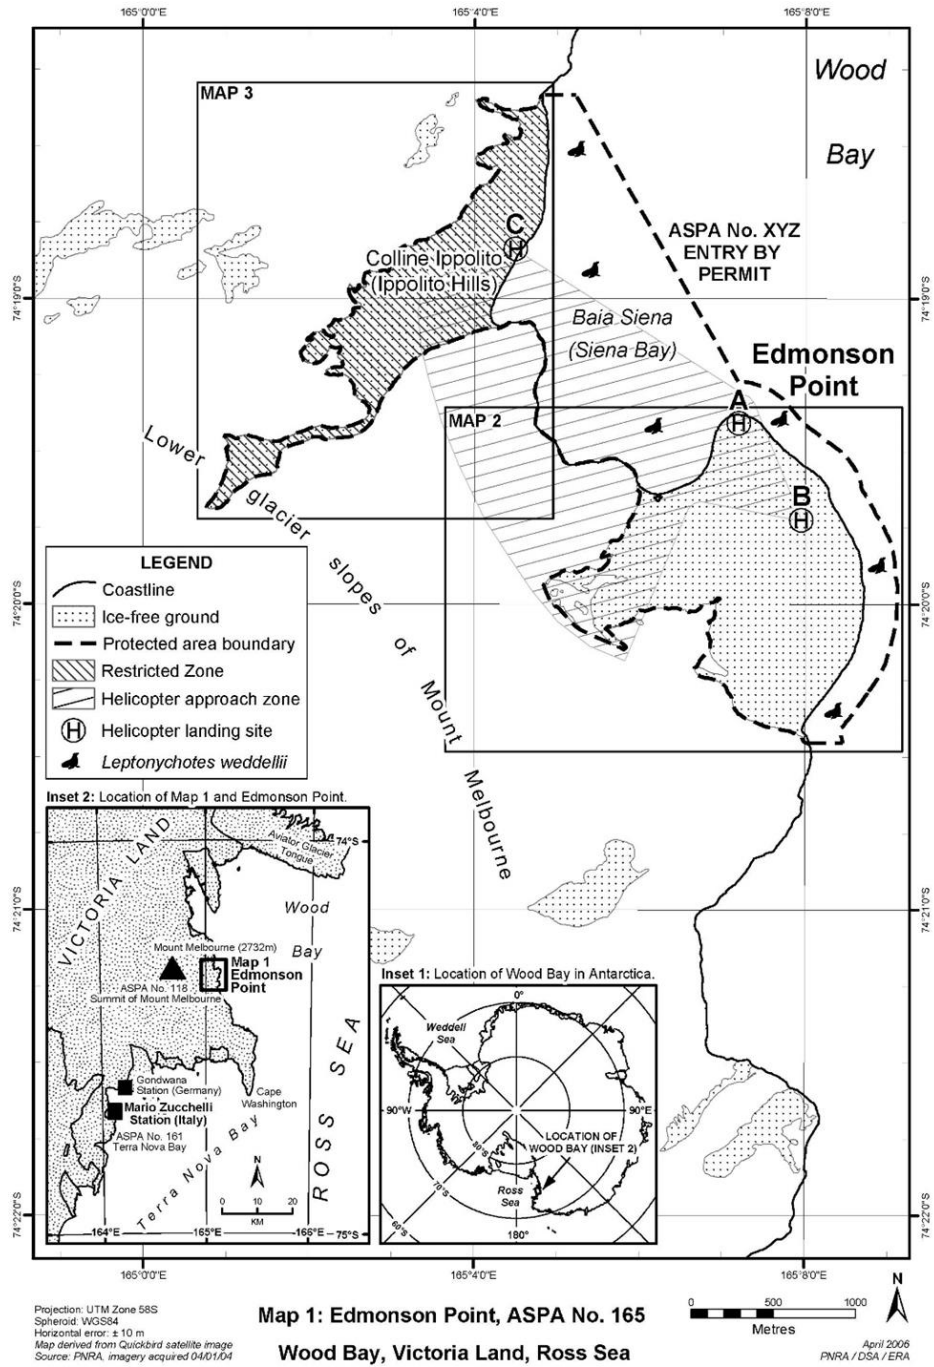 165°0'0"E
165°4'0"E
165°8'0"E
Wood
Bay
MAP 3
C
H
Colline Ippolito
(Ippolito Hills)
ASPA No. XYZ
ENTRY BY
PERMIT
74°19'0"S
74°19'0"S
Baia Siena
(Siena Bay)
Edmonson
Point
A
H
MAP 2
B
H
Lower glacier slopes of Mount Melbourne
74°20'0"S
74°20'0"S
LEGEND
Coastline
Ice-free ground
Protected area boundary
Restricted Zone
Helicopter approach zone
H
Helicopter landing site
Leptonychotes weddellii
Inset 2: Location of Map 1 and Edmonson Point.
VICTORIA LAND
Aviator Glacier
Tongue
74°S
Wood
Bay
Mount Melbourne (2732m)
ASPA No. 118
Summit of Mount Melbourne
Map 1
Edmonson
Point
Gondwana
Station (Germany)
Mario Zucchelli
Station (Italy)
ASPA No. 161
Terra Nova Bay
Cape
Washington
Terra Nova Bay
ROSS SEA
N
0 10 20
KM
164°E
165°E
166°E
75°S
74°21'0"S
74°21'0"S
Inset 1: Location of Wood Bay in Antarctica.
0°
Weddell
Sea
90°W
90°E
LOCATION OF
WOOD BAY (INSET 2)
80°S
70°S
60°S
Ross
Sea
180°
74°22'0"S
74°22'0"S
165°0'0"E
165°4'0"E
165°8'0"E
Projection: UTM Zone 58S
Spheroid: WGS84
Horizontal error: ± 10 m
Map derived from Quickbird satellite image
Source: PNRA, imagery acquired 04/01/04
Map 1: Edmonson Point, ASPA No. 165
Wood Bay, Victoria Land, Ross Sea
0 500 1000
Metres
N
April 2006
PNRA / DSA / ERA